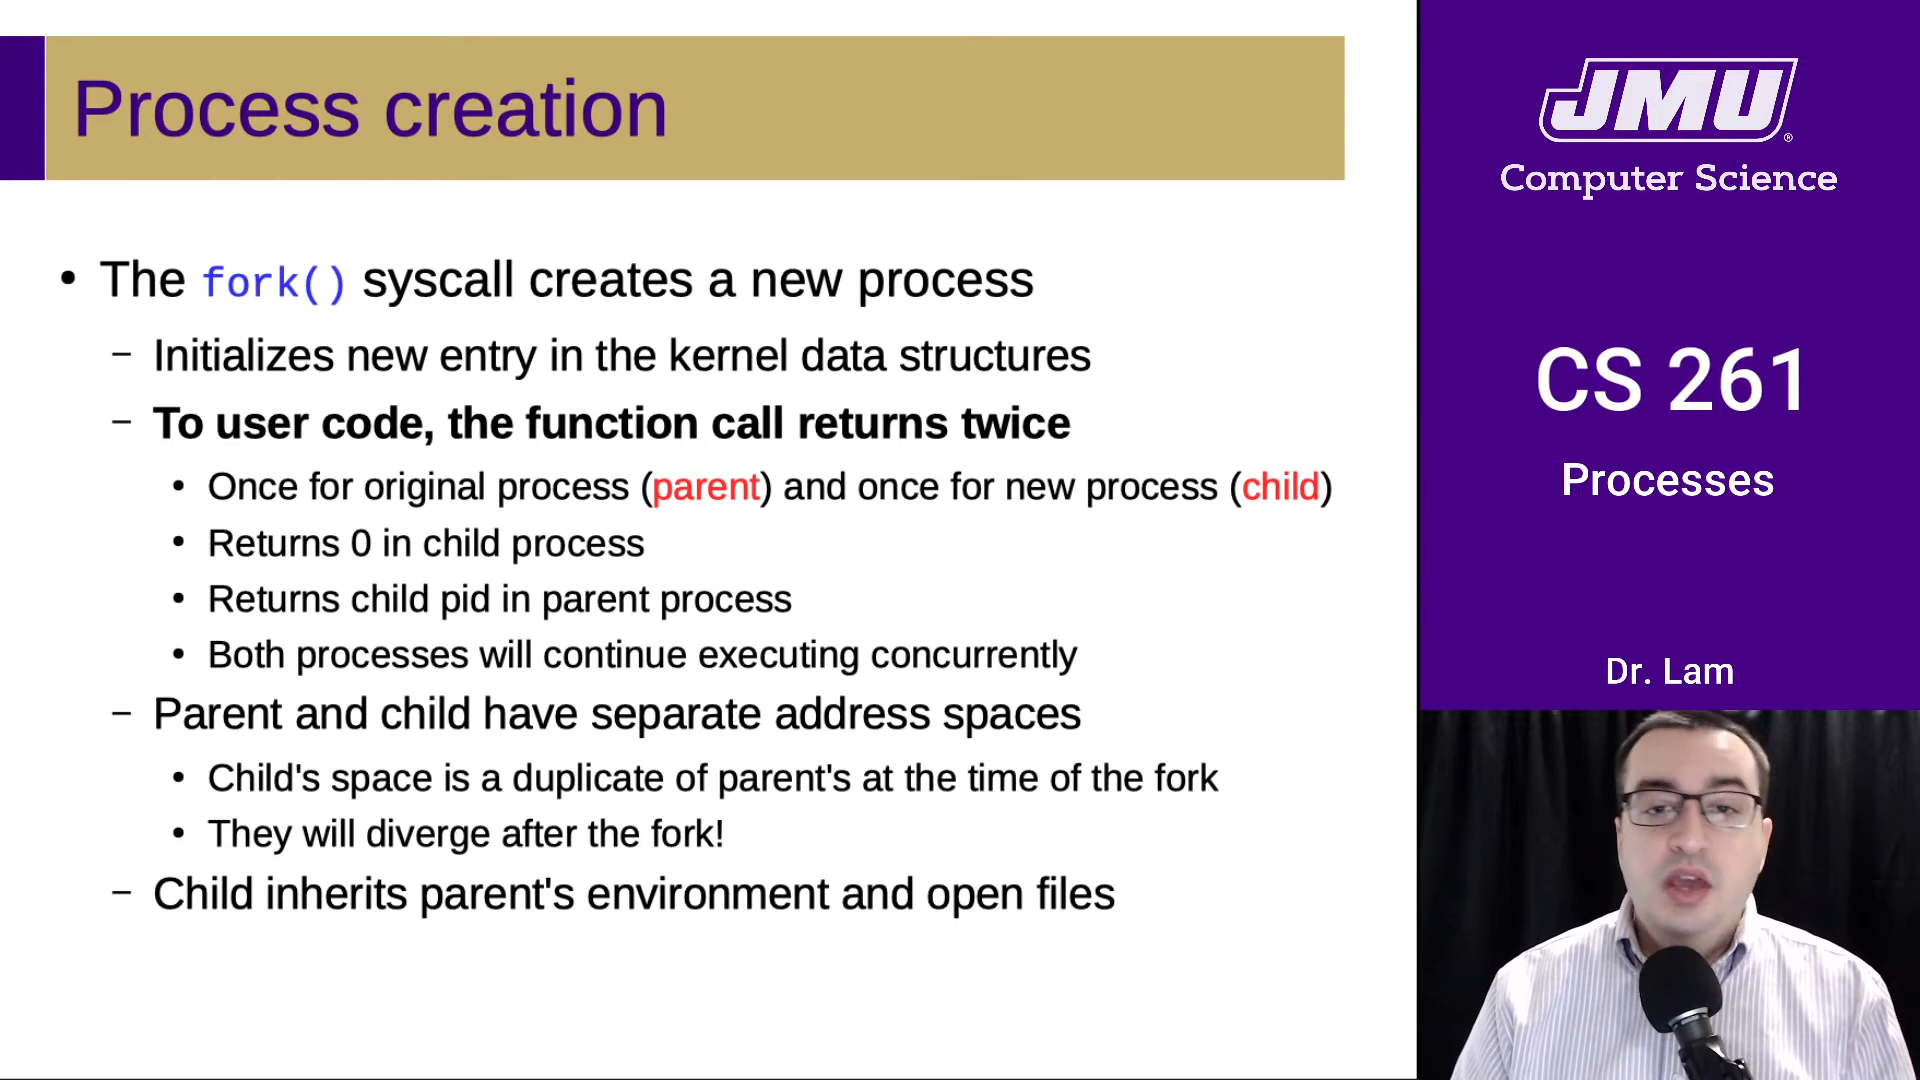 Process creation
• The fork() syscall creates a new process
– Initializes new entry in the kernel data structures
– To user code, the function call returns twice
• Once for original process (parent) and once for new process (child)
• Returns 0 in child process
• Returns child pid in parent process
• Both processes will continue executing concurrently
– Parent and child have separate address spaces
• Child's space is a duplicate of parent's at the time of the fork
• They will diverge after the fork!
– Child inherits parent's environment and open files
JMU®
Computer Science
CS 261
Processes
Dr. Lam